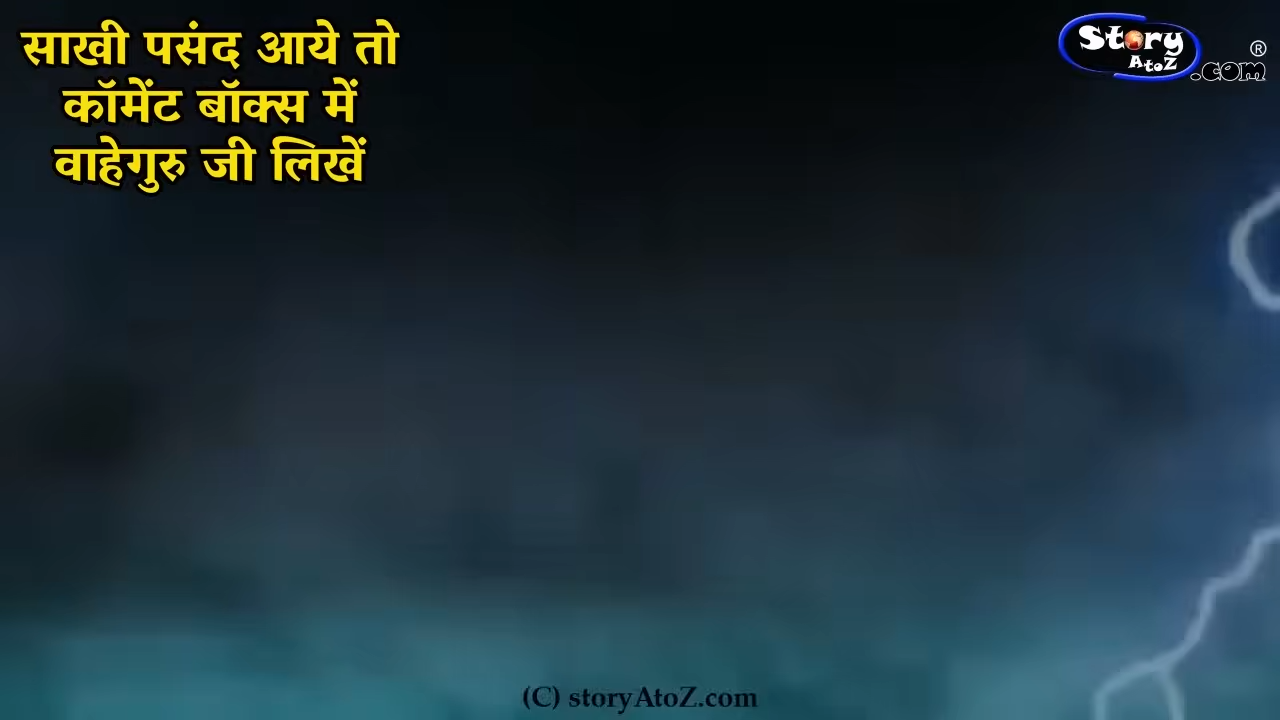 साखी पसंद आये तो
कॉमेंट बॉक्स में
वाहेगुरु जी लिखें
Story
AtoZ
.com
®
(C) storyAtoZ.com